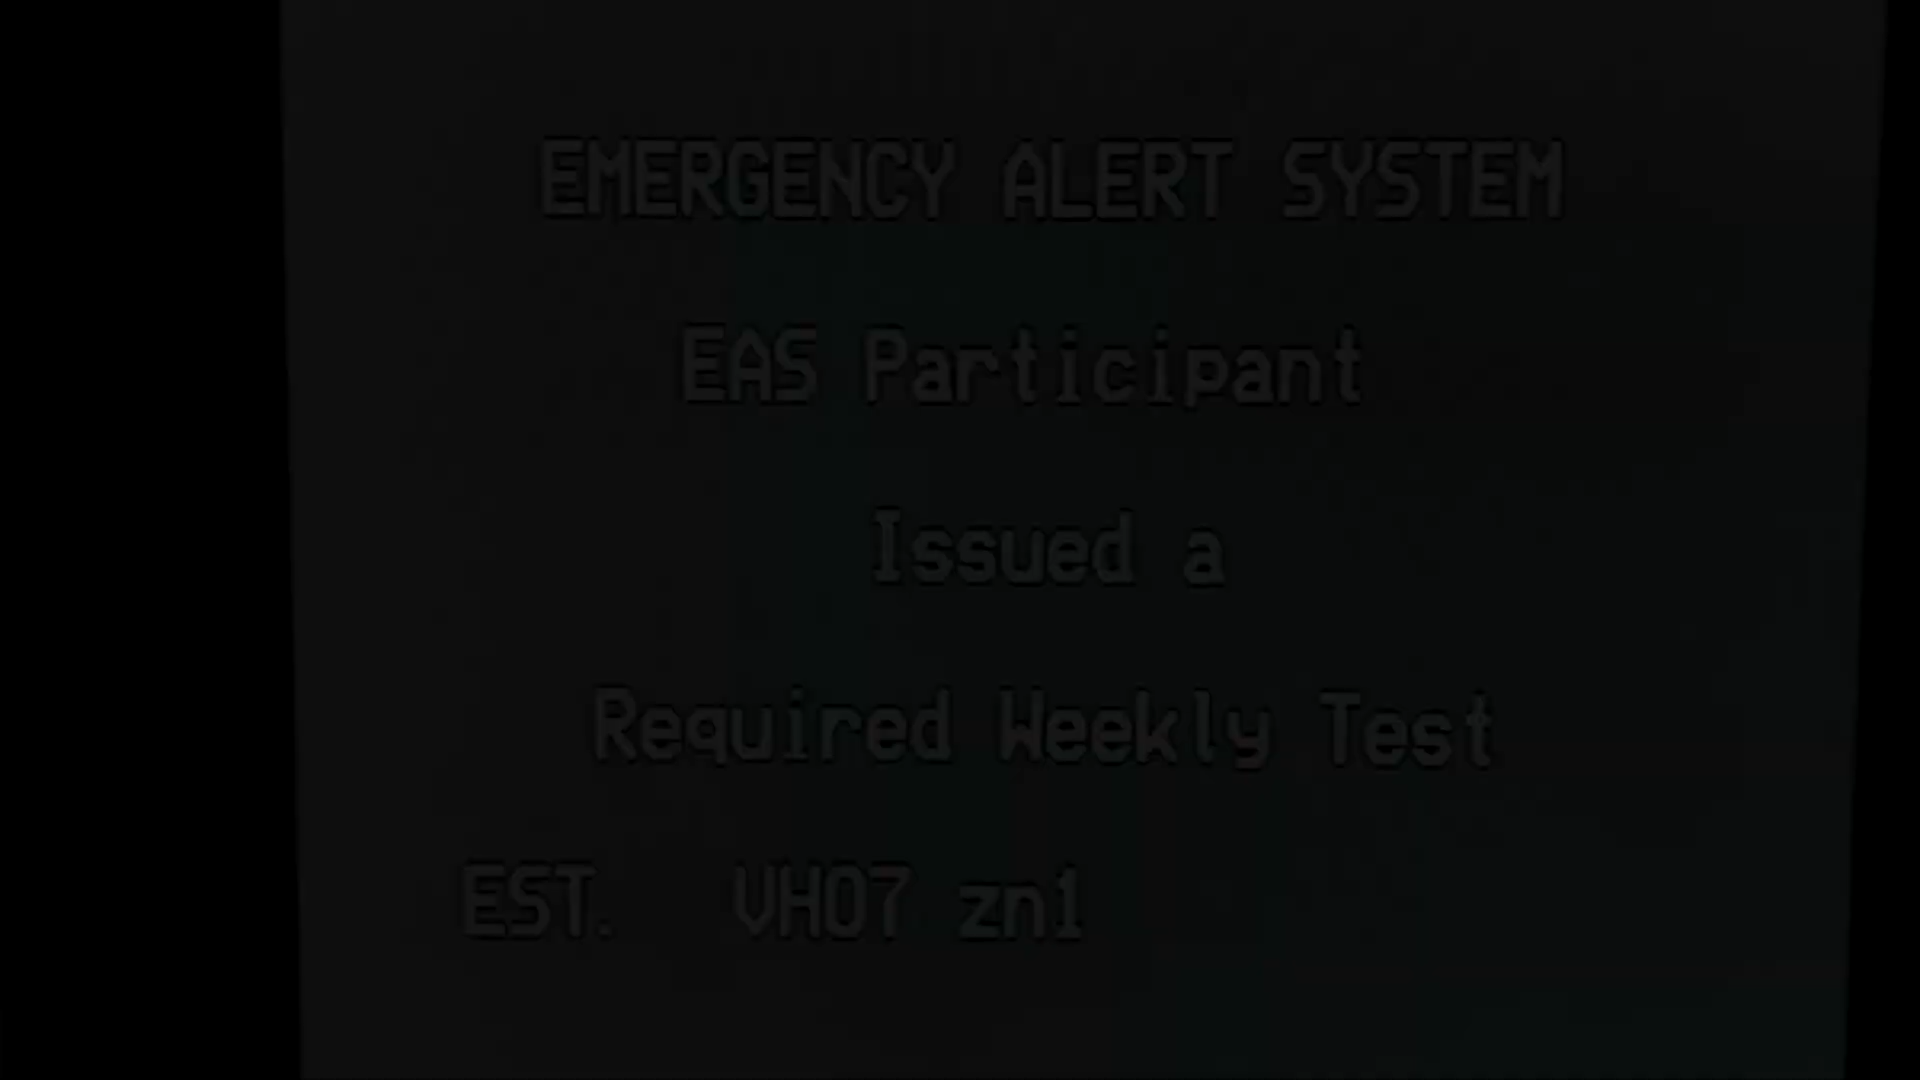 EMERGENCY ALERT SYSTEM
EAS Participant
Issued a
Required Weekly Test
EST. VH07 zn1